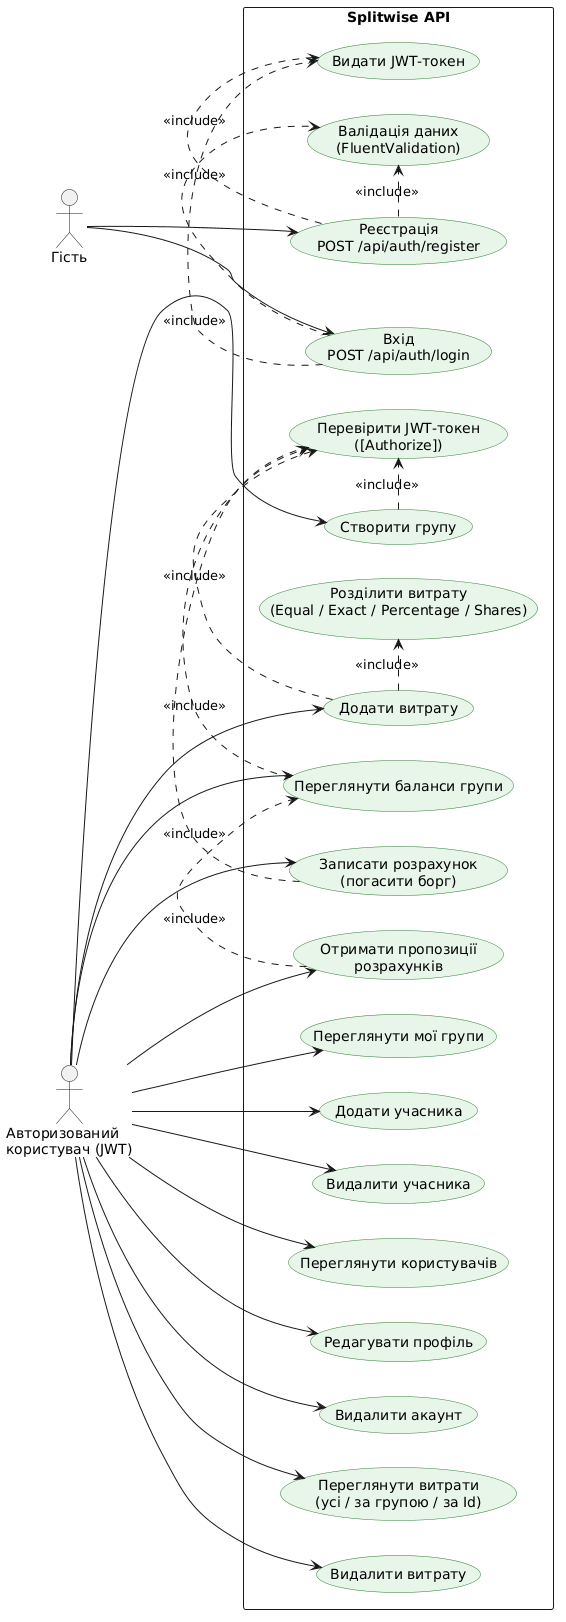 Splitwise API
Видати JWT-токен
«include»
Валідація даних
(FluentValidation)
«include»
«include»
Гість
Реєстрація
POST /api/auth/register
«include»
Вхід
POST /api/auth/login
Перевірити JWT-токен
([Authorize])
«include»
Створити групу
«include»
Розділити витрату
(Equal / Exact / Percentage / Shares)
«include»
«include»
Додати витрату
Переглянути баланси групи
«include»
Записати розрахунок
(погасити борг)
«include»
Отримати пропозиції
розрахунків
Переглянути мої групи
Авторизований
користувач (JWT)
Додати учасника
Видалити учасника
Переглянути користувачів
Редагувати профіль
Видалити акаунт
Переглянути витрати
(усі / за групою / за Id)
Видалити витрату